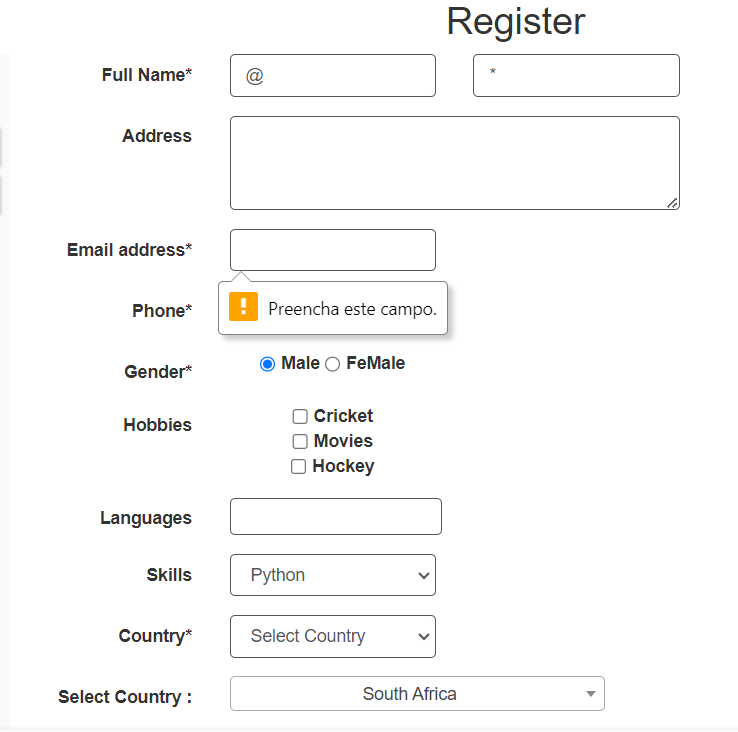 Register
Full Name* @ *
Address
Email address*
Phone* Preencha este campo.
Gender* Male FeMale
Hobbies Cricket
Movies
Hockey
Languages
Skills Python
Country* Select Country
Select Country : South Africa